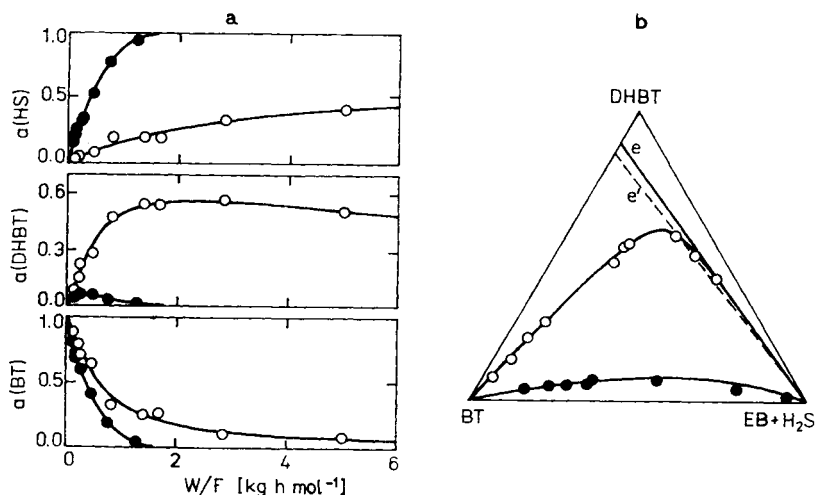 a
b
1.0
0.5
0.0
a(HS)
0.6
0.3
0.0
a(DHBT)
1.0
0.5
0.0
a(BT)
0
2
4
6
W/F [kg h mol⁻¹]
DHBT
e
e'
BT
EB+H₂S